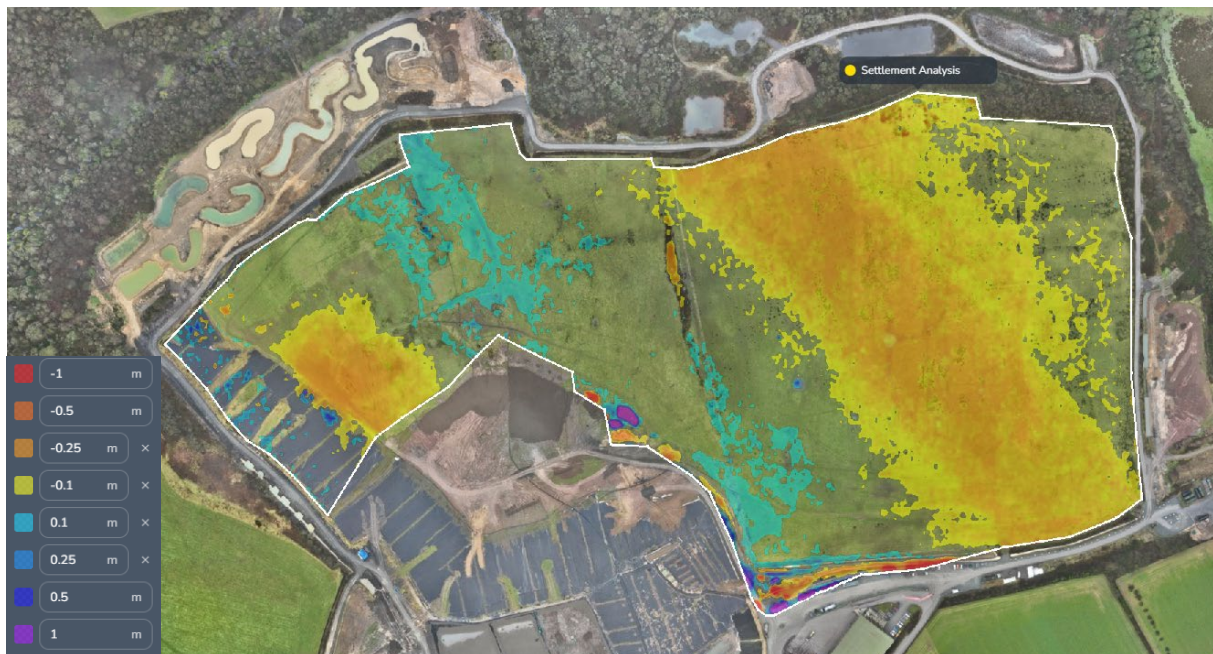 Settlement Analysis
-1 m
-0.5 m
-0.25 m ×
-0.1 m ×
0.1 m ×
0.25 m ×
0.5 m
1 m